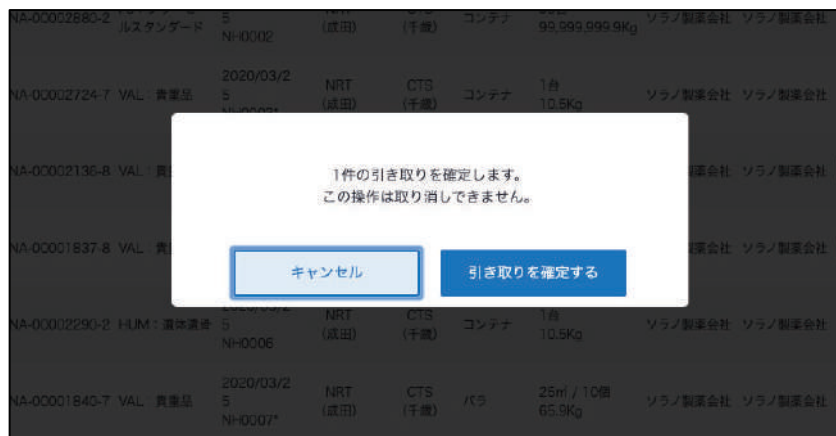 NA-00002880-2
ルスタンダード
5
NH0002
NRT
(成田)
CTS
(千歳)
コンテナ
99,999,999.9Kg
ソラノ製薬会社 ソラノ製薬会社
NA-00002724-7 VAL:貴重品
2020/03/2
5
NRT
(成田)
CTS
(千歳)
コンテナ
1台
10.5Kg
ソラノ製薬会社 ソラノ製薬会社
NA-00002136-8 VAL:貴
1件の引き取りを確定します。
この操作は取り消しできません。
製薬会社 ソラノ製薬会社
NA-00001837-8 VAL:貴
キャンセル
引き取りを確定する
製薬会社 ソラノ製薬会社
NA-00002290-2 HUM:遺体遺骨
5
NH0006
NRT
(成田)
CTS
(千歳)
コンテナ
1台
10.5Kg
ソラノ製薬会社 ソラノ製薬会社
NA-00001840-7 VAL:貴重品
2020/03/2
5
NH0007*
NRT
(成田)
CTS
(千歳)
バラ
25㎡ / 10個
65.9Kg
ソラノ製薬会社 ソラノ製薬会社